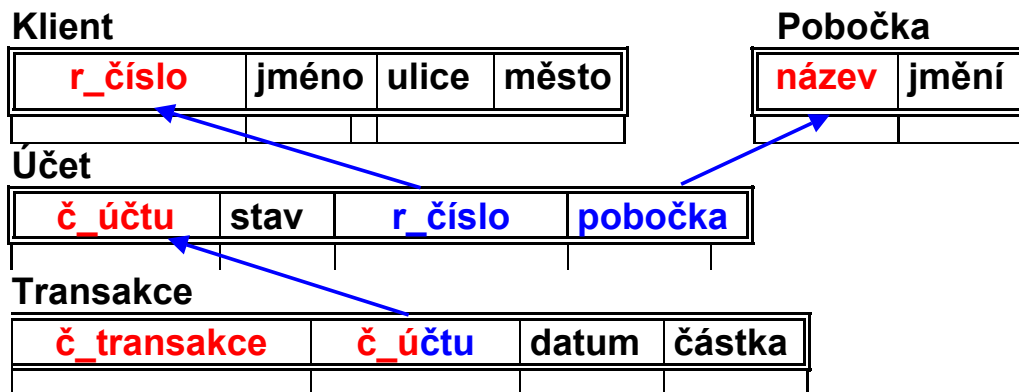 Klient Pobočka
r_číslo jméno ulice město název jmění
Účet
č_účtu stav r_číslo pobočka
Transakce
č_transakce č_účtu datum částka